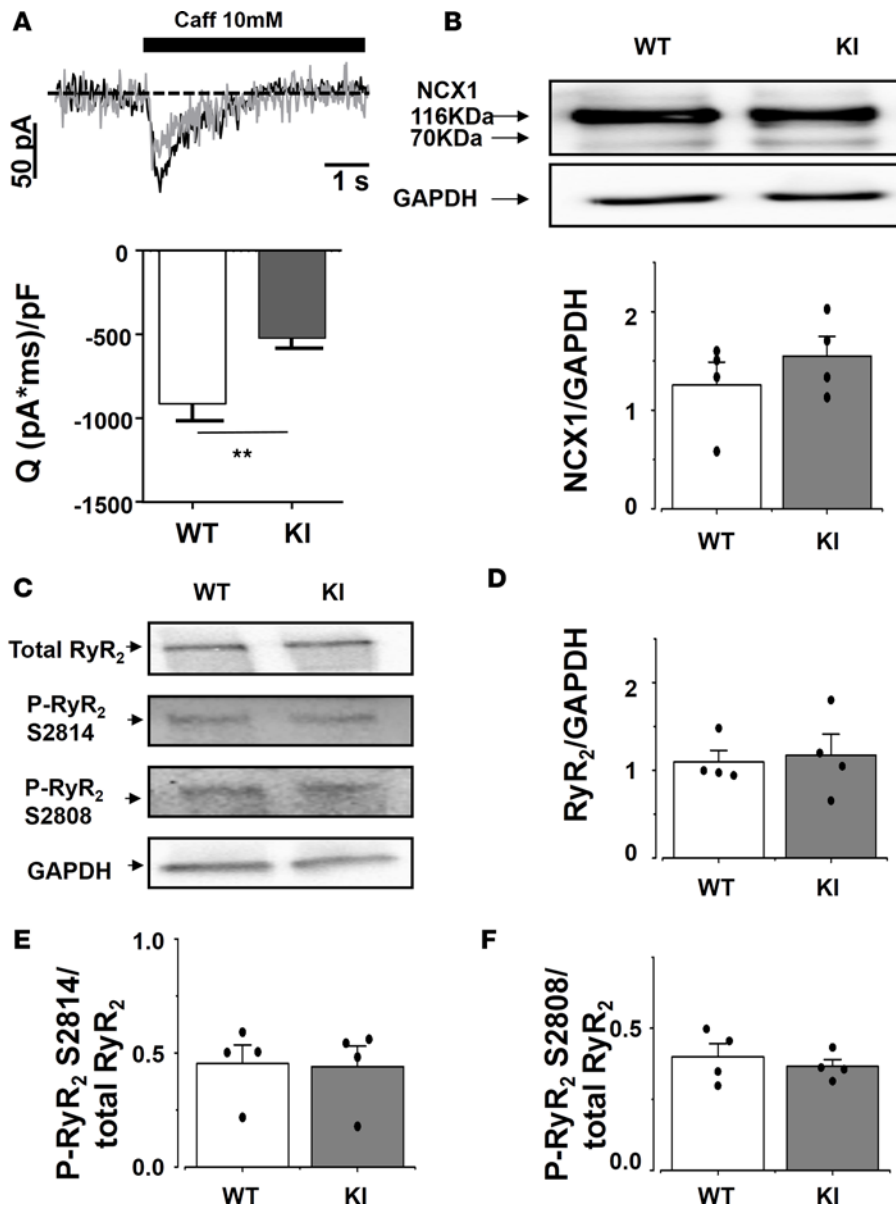 A
Caff 10mM
50 pA
1 s
0
-500
-1000
-1500
Q (pA*ms)/pF
**
WT KI
B
WT KI
NCX1
116KDa
70KDa
GAPDH
NCX1/GAPDH
2
1
0
WT KI
C
WT KI
Total RyR₂
P-RyR₂
S2814
P-RyR₂
S2808
GAPDH
D
RyR₂/GAPDH
2
1
0
WT KI
E
P-RyR₂ S2814/
total RyR₂
1.0
0.5
0.0
WT KI
F
P-RyR₂ S2808/
total RyR₂
0.5
0.0
WT KI